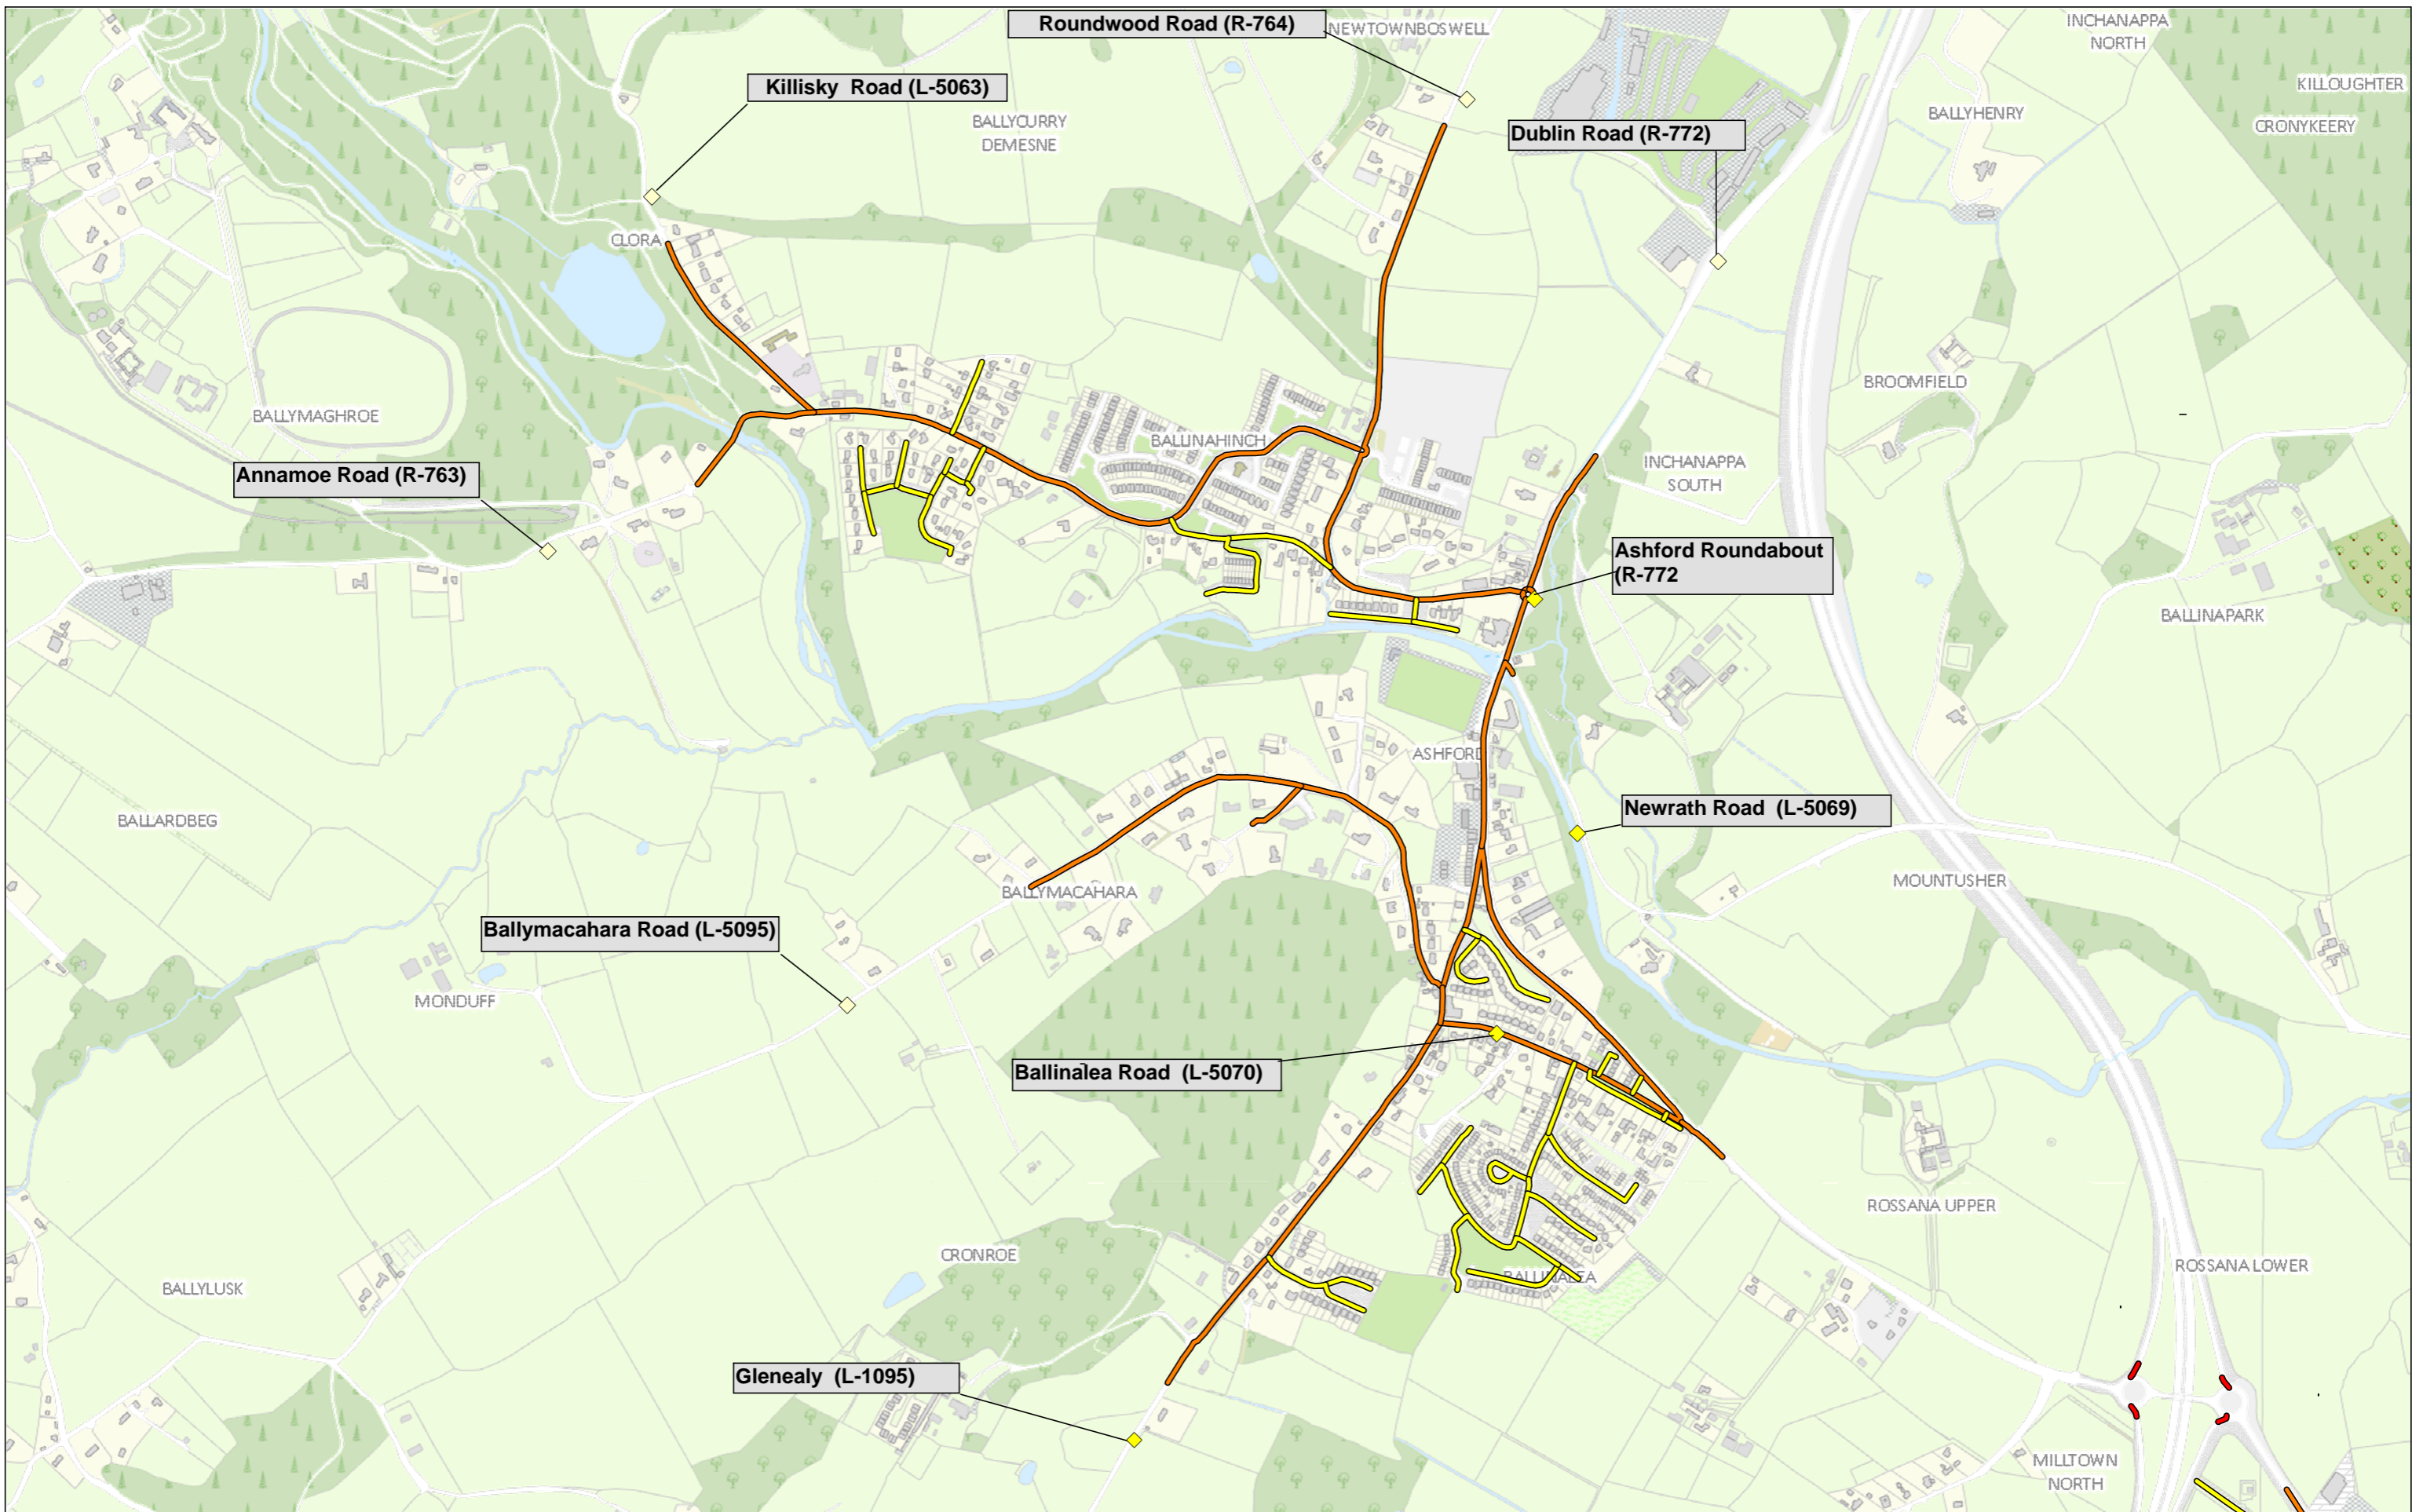 Roundwood Road (R-764)
NEWTOWNBOSWELL
INCHANAPPA
NORTH
KILLOUGHTER
Killisky  Road (L-5063)
BALLYCURRY
DEMESNE
Dublin Road (R-772)
BALLYHENRY
CRONYKEERY
CLORA
BALLYMAGHROE
BROOMFIELD
BALLINAHINCH
Annamoe Road (R-763)
INCHANAPPA
SOUTH
Ashford Roundabout
(R-772
BALLINAPARK
ASHFORD
BALLARDBEG
Newrath Road  (L-5069)
BALLYMACAHARA
MOUNTUSHER
Ballymacahara Road (L-5095)
MONDUFF
Ballinalea Road  (L-5070)
ROSSANA UPPER
CRONROE
BALLINALEA
ROSSANA LOWER
BALLYLUSK
Glenealy  (L-1095)
MILLTOWN
NORTH